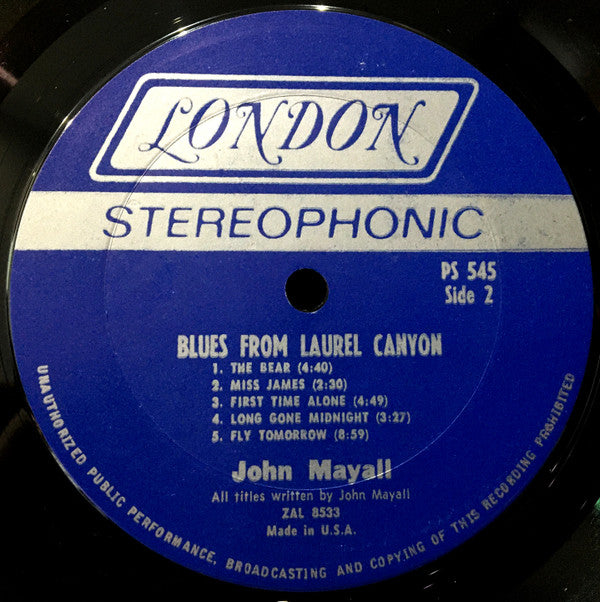 LONDON
STEREOPHONIC
PS 545
Side 2
BLUES FROM LAUREL CANYON
1. THE BEAR (4:40)
2. MISS JAMES (2:30)
3. FIRST TIME ALONE (4:49)
4. LONG GONE MIDNIGHT (3:27)
5. FLY TOMORROW (8:59)
John Mayall
All titles written by John Mayall
ZAL 8533
Made in U.S.A.
UNAUTHORIZED PUBLIC PERFORMANCE, BROADCASTING AND COPYING OF THIS RECORDING PROHIBITED